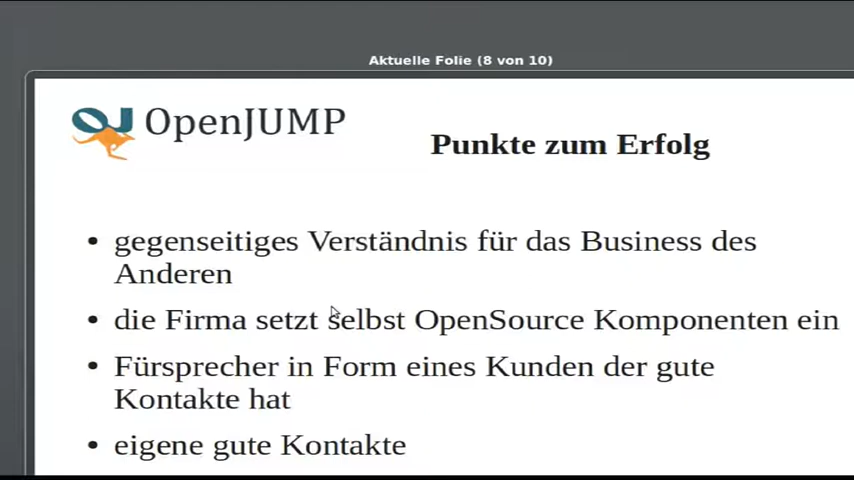 Aktuelle Folie (8 von 10)
OJ OpenJUMP
Punkte zum Erfolg
• gegenseitiges Verständnis für das Business des
Anderen
• die Firma setzt selbst OpenSource Komponenten ein
• Fürsprecher in Form eines Kunden der gute
Kontakte hat
• eigene gute Kontakte